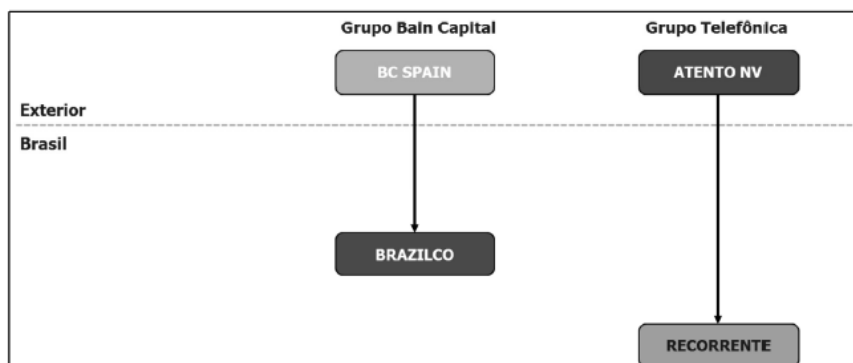 Grupo Bain Capital Grupo Telefônica
BC SPAIN ATENTO NV
Exterior
Brasil
BRAZILCO
RECORRENTE